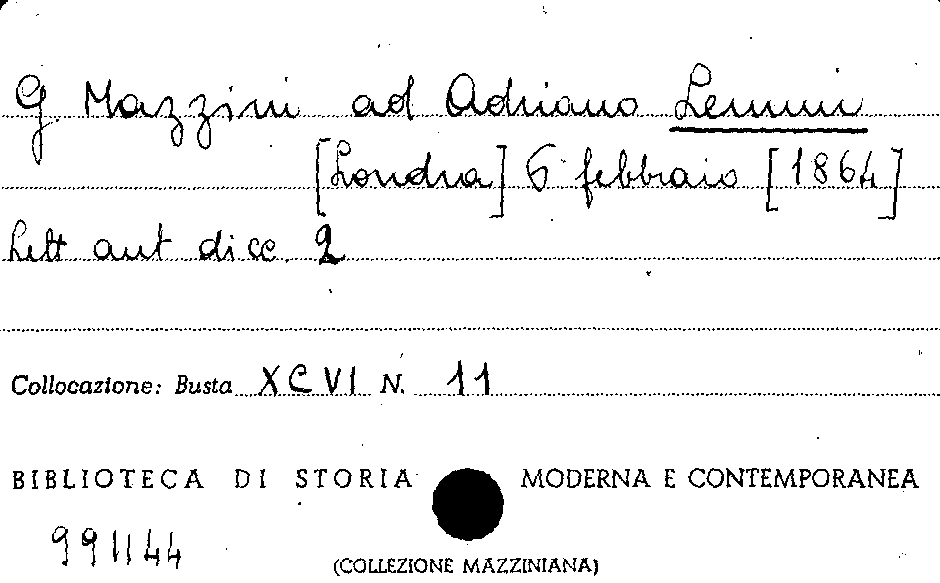 G. Mazzini ad Adriano Lemmi
[Londra] 6 febbraio [1864]
Lett aut di cc. 2
Collocazione: Busta XCVI N. 11
BIBLIOTECA DI STORIA MODERNA E CONTEMPORANEA
991144
(COLLEZIONE MAZZINIANA)